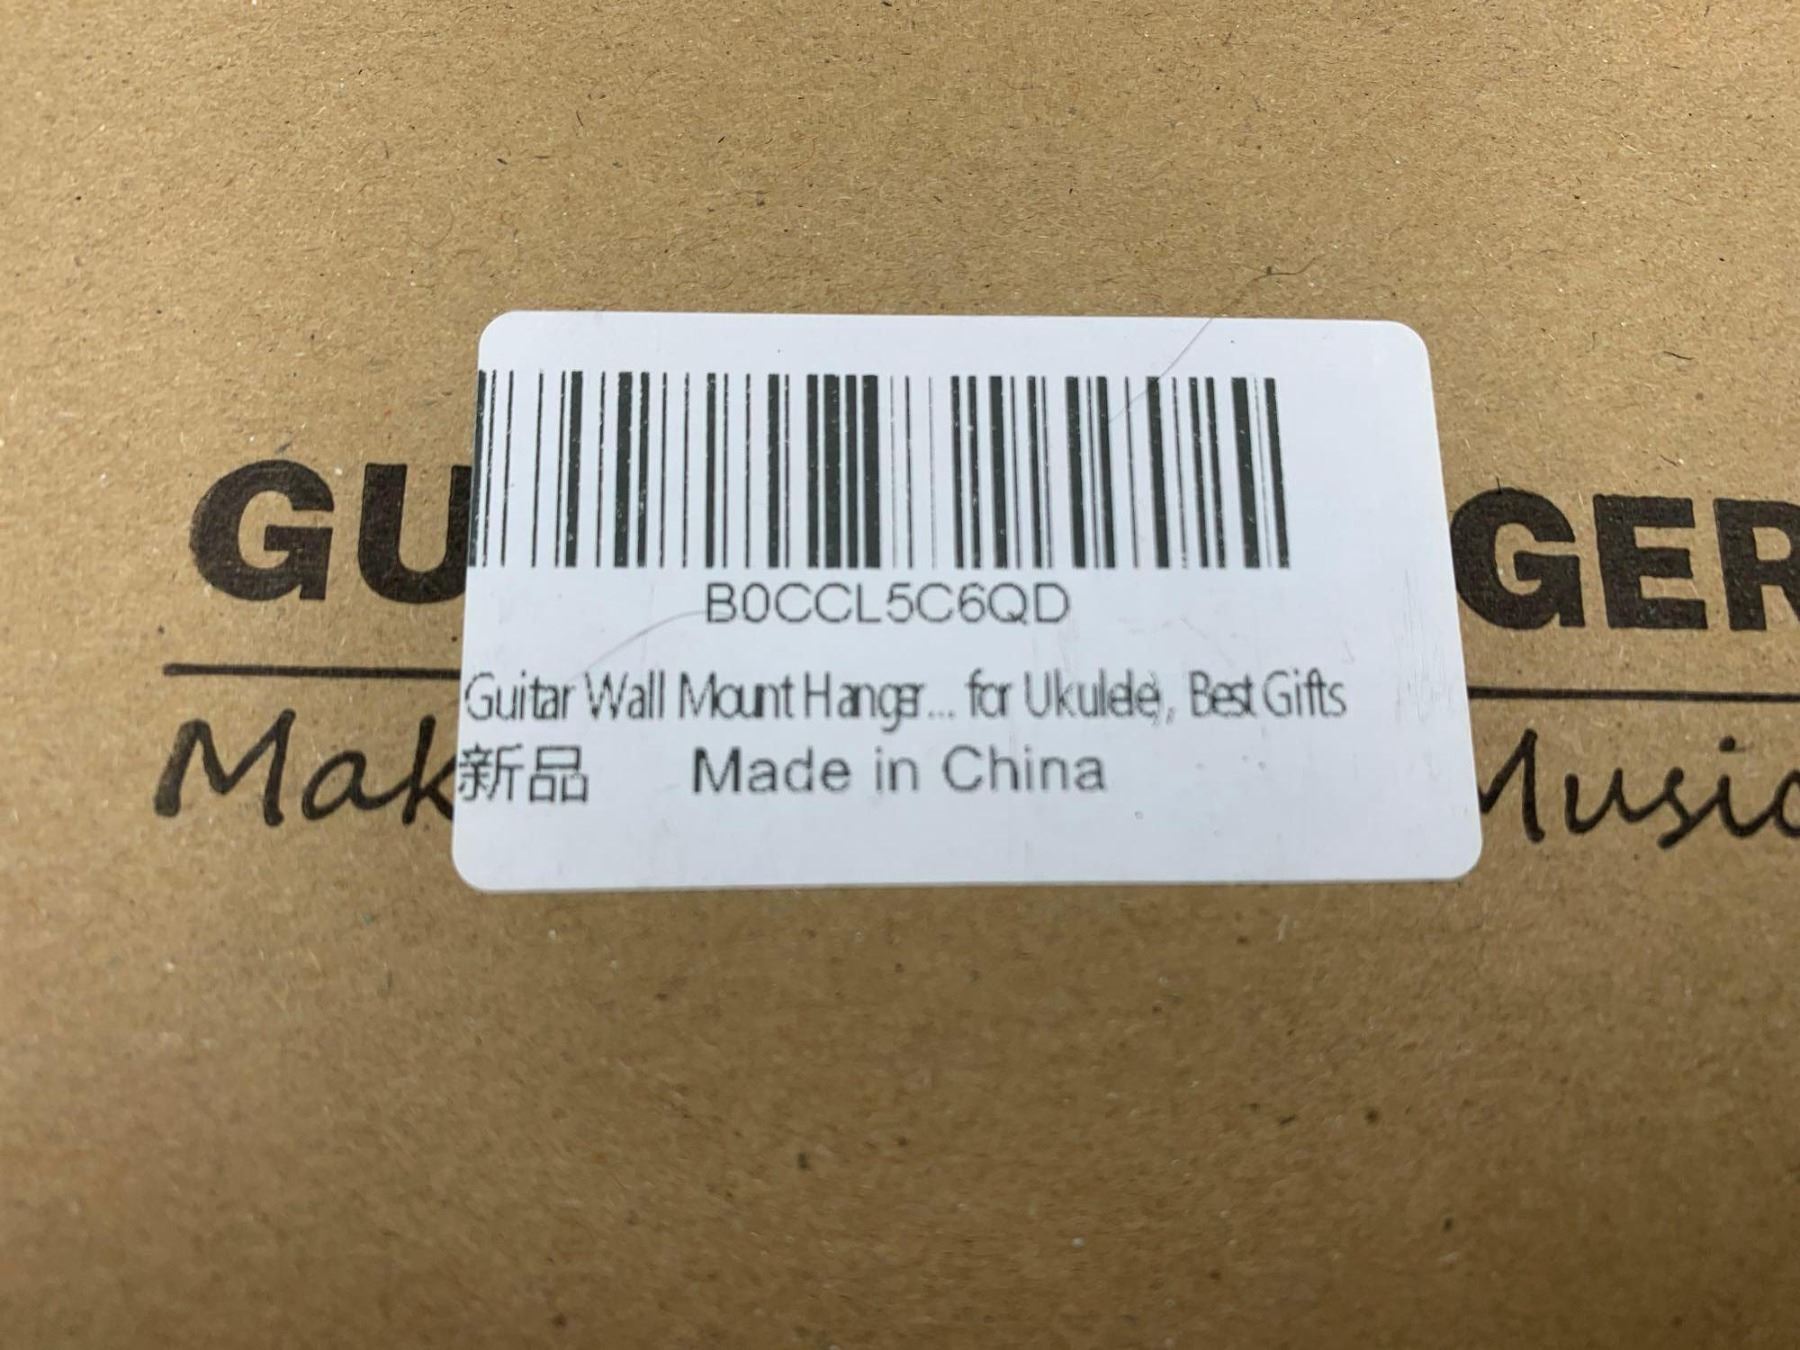 B0CCL5C6QD
GU GER
Guitar Wall Mount Hanger... for Ukulele), Best Gifts
Mak Music
新品 Made in China